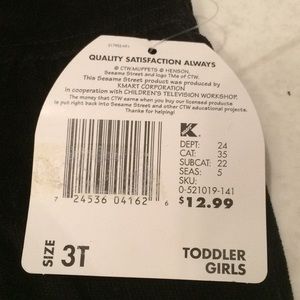 QUALITY SATISFACTION ALWAYS
© CTW.MUPPETS © HENSON.
Sesame Street and logo TMs of CTW.
This Sesame Street product was produced by
KMART CORPORATION
in cooperation with CHILDREN'S TELEVISION WORKSHOP.
The money that CTW earns when you buy our licensed products
is put right back into Sesame Street and other CTW educational projects.
Thanks for helping!
K
DEPT: 24
CAT: 35
SUBCAT: 22
SEAS: 5
SKU:
0-521019-141
$12.99
7 24536 04162 6
SIZE 3T
TODDLER
GIRLS